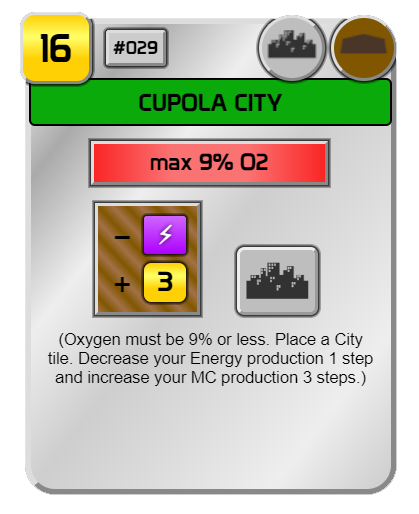 16
#029
CUPOLA CITY
max 9% O2
−
+ 3
(Oxygen must be 9% or less. Place a City
tile. Decrease your Energy production 1 step
and increase your MC production 3 steps.)